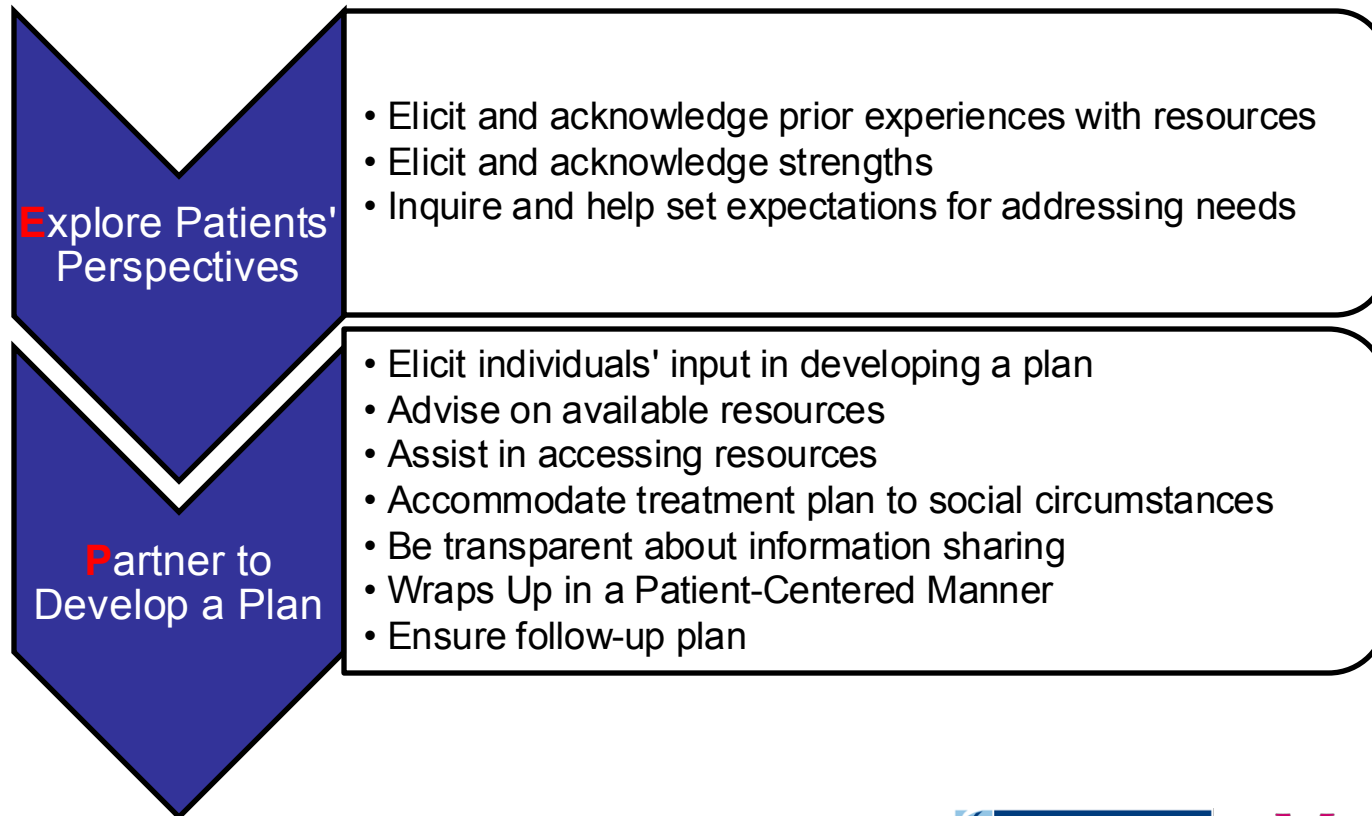 Explore Patients'
Perspectives
• Elicit and acknowledge prior experiences with resources
• Elicit and acknowledge strengths
• Inquire and help set expectations for addressing needs
Partner to
Develop a Plan
• Elicit individuals' input in developing a plan
• Advise on available resources
• Assist in accessing resources
• Accommodate treatment plan to social circumstances
• Be transparent about information sharing
• Wraps Up in a Patient-Centered Manner
• Ensure follow-up plan